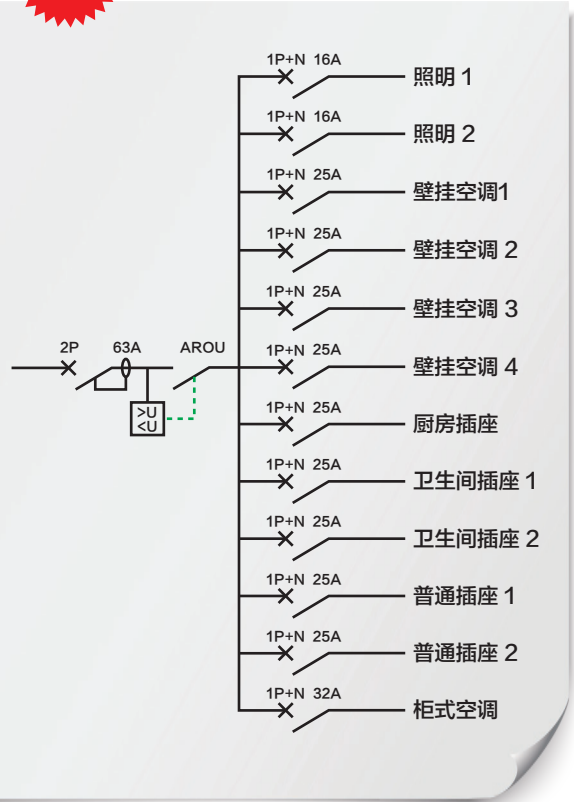 1P+N 16A
照明 1
1P+N 16A
照明 2
1P+N 25A
壁挂空调1
1P+N 25A
壁挂空调 2
1P+N 25A
壁挂空调 3
2P 63A AROU
1P+N 25A
壁挂空调 4
>U
<U
1P+N 25A
厨房插座
1P+N 25A
卫生间插座 1
1P+N 25A
卫生间插座 2
1P+N 25A
普通插座 1
1P+N 25A
普通插座 2
1P+N 32A
柜式空调